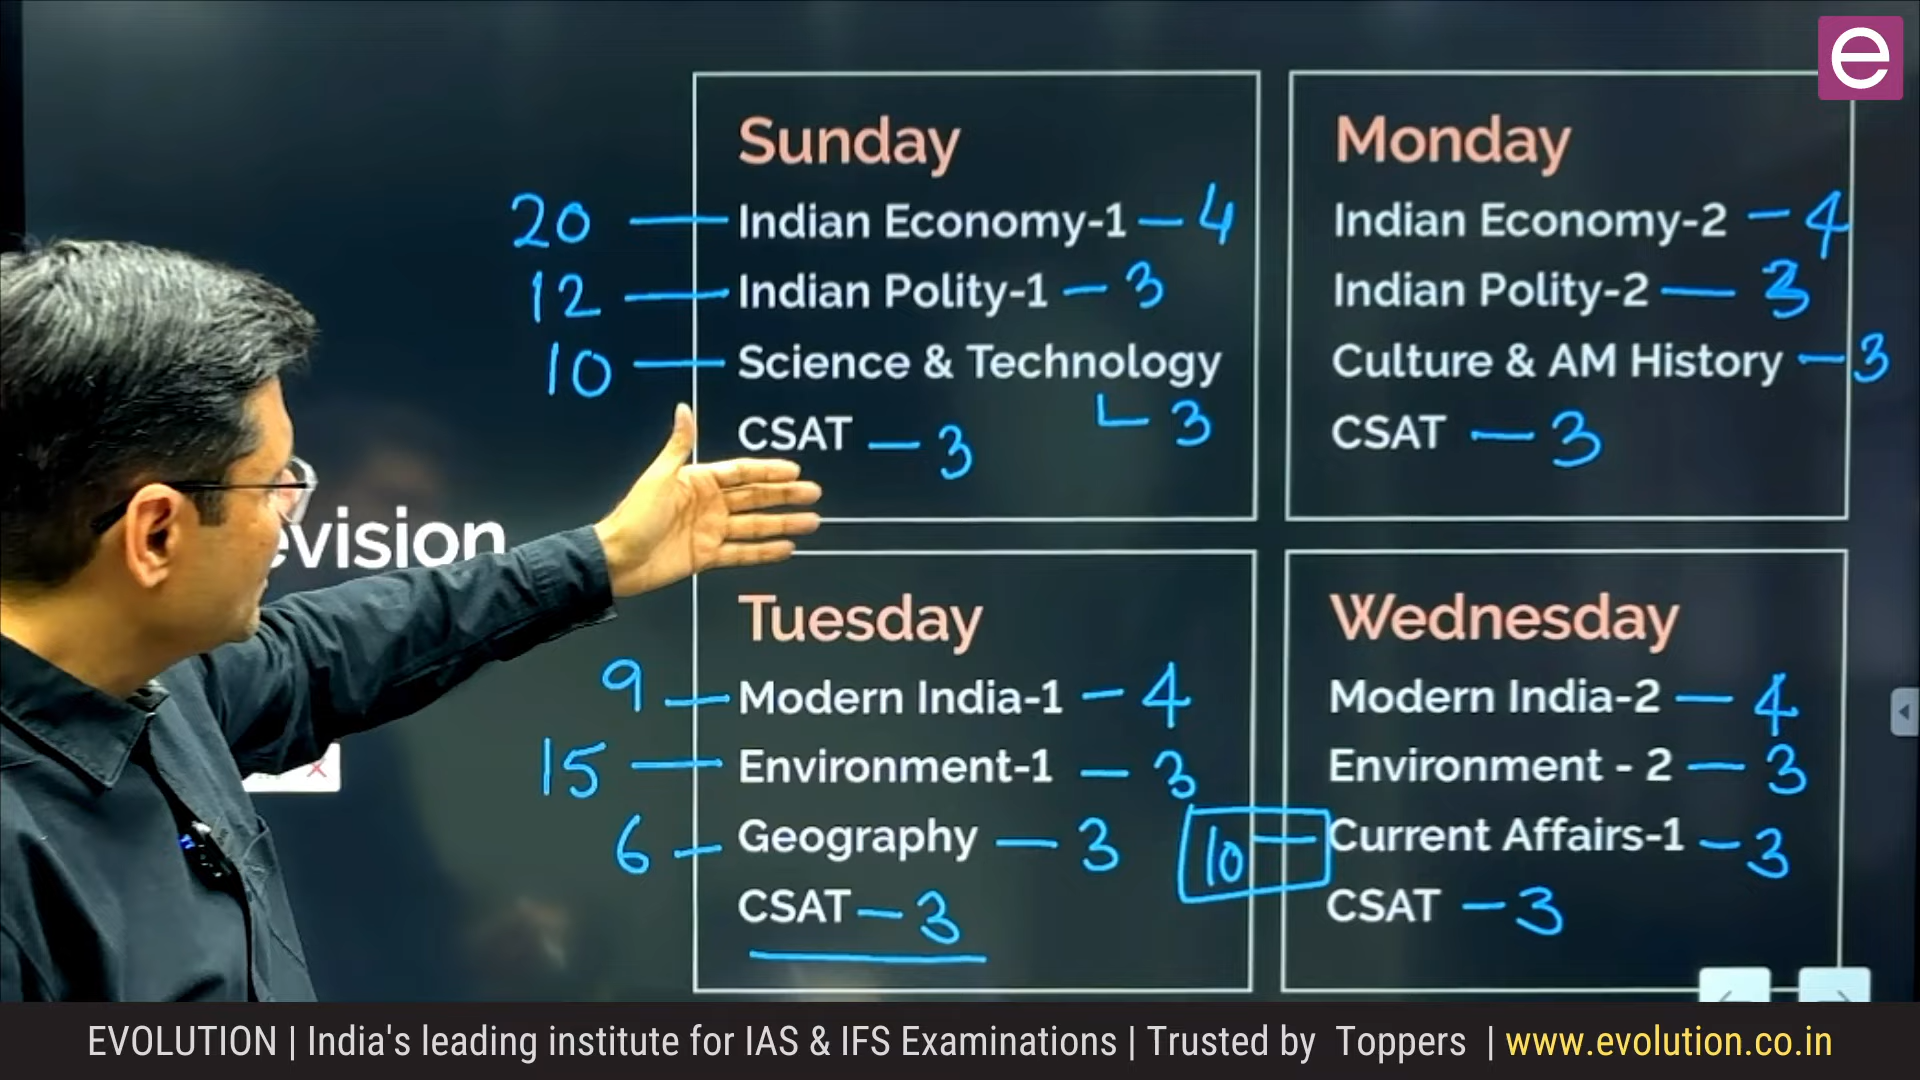 e
Sunday
20 — Indian Economy-1 — 4
12 — Indian Polity-1 — 3
10 — Science & Technology
3
CSAT — 3
Monday
Indian Economy-2 — 4
Indian Polity-2 — 3
Culture & AM History — 3
CSAT — 3
evision
Tuesday
9 — Modern India-1 — 4
15 — Environment-1 — 3
6 — Geography — 3
CSAT — 3
Wednesday
Modern India-2 — 4
Environment - 2 — 3
10 — Current Affairs-1 — 3
CSAT — 3
EVOLUTION | India's leading institute for IAS & IFS Examinations | Trusted by Toppers | www.evolution.co.in